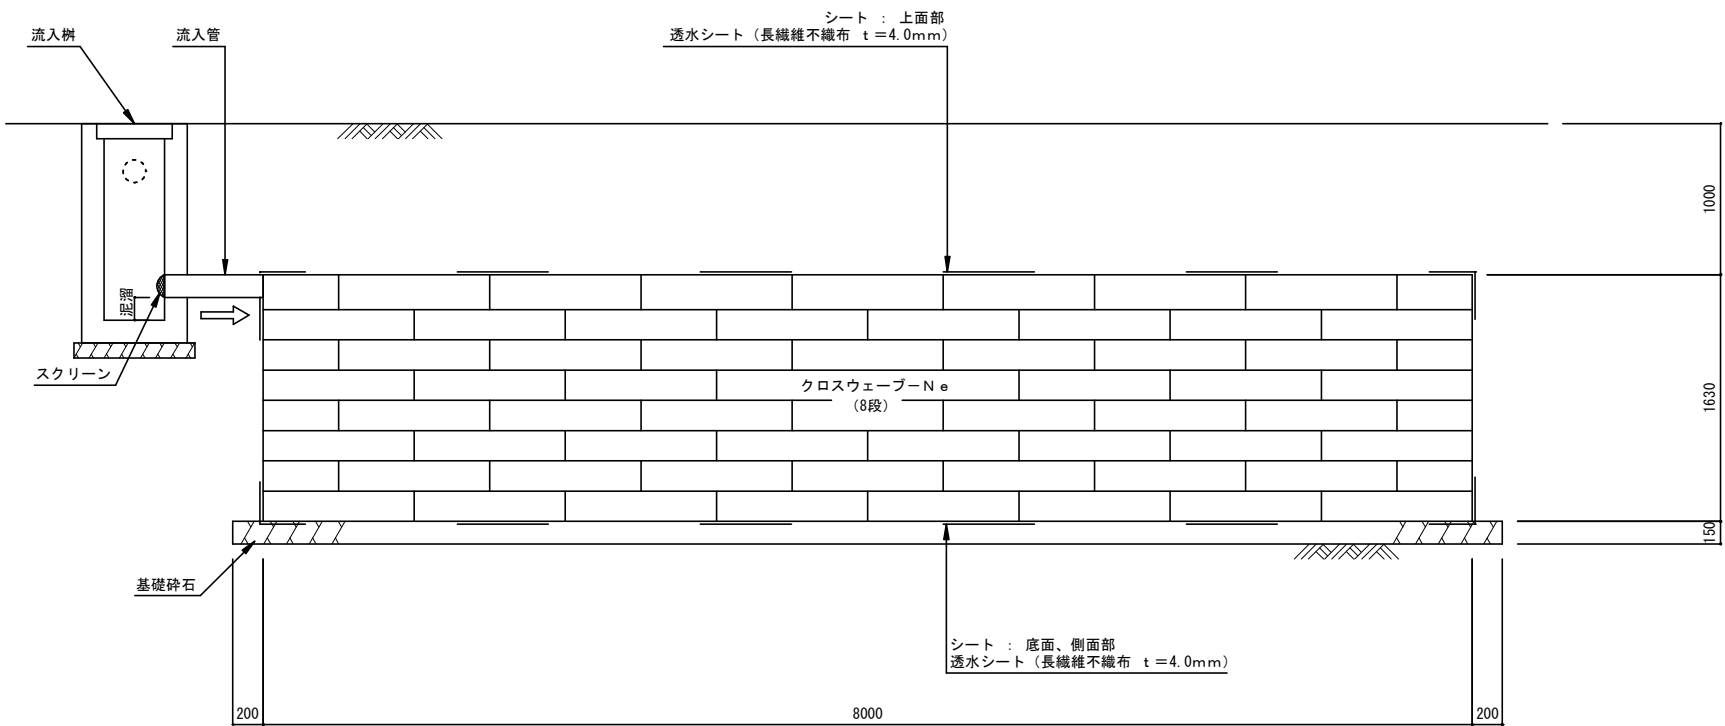 シート : 上面部
透水シート（長繊維不織布 t=4.0mm）
流入桝
流入管
1000
泥溜
スクリーン
クロスウェーブ－Ｎｅ
（8段）
1630
150
基礎砕石
シート : 底面、側面部
透水シート（長繊維不織布 t=4.0mm）
200
8000
200